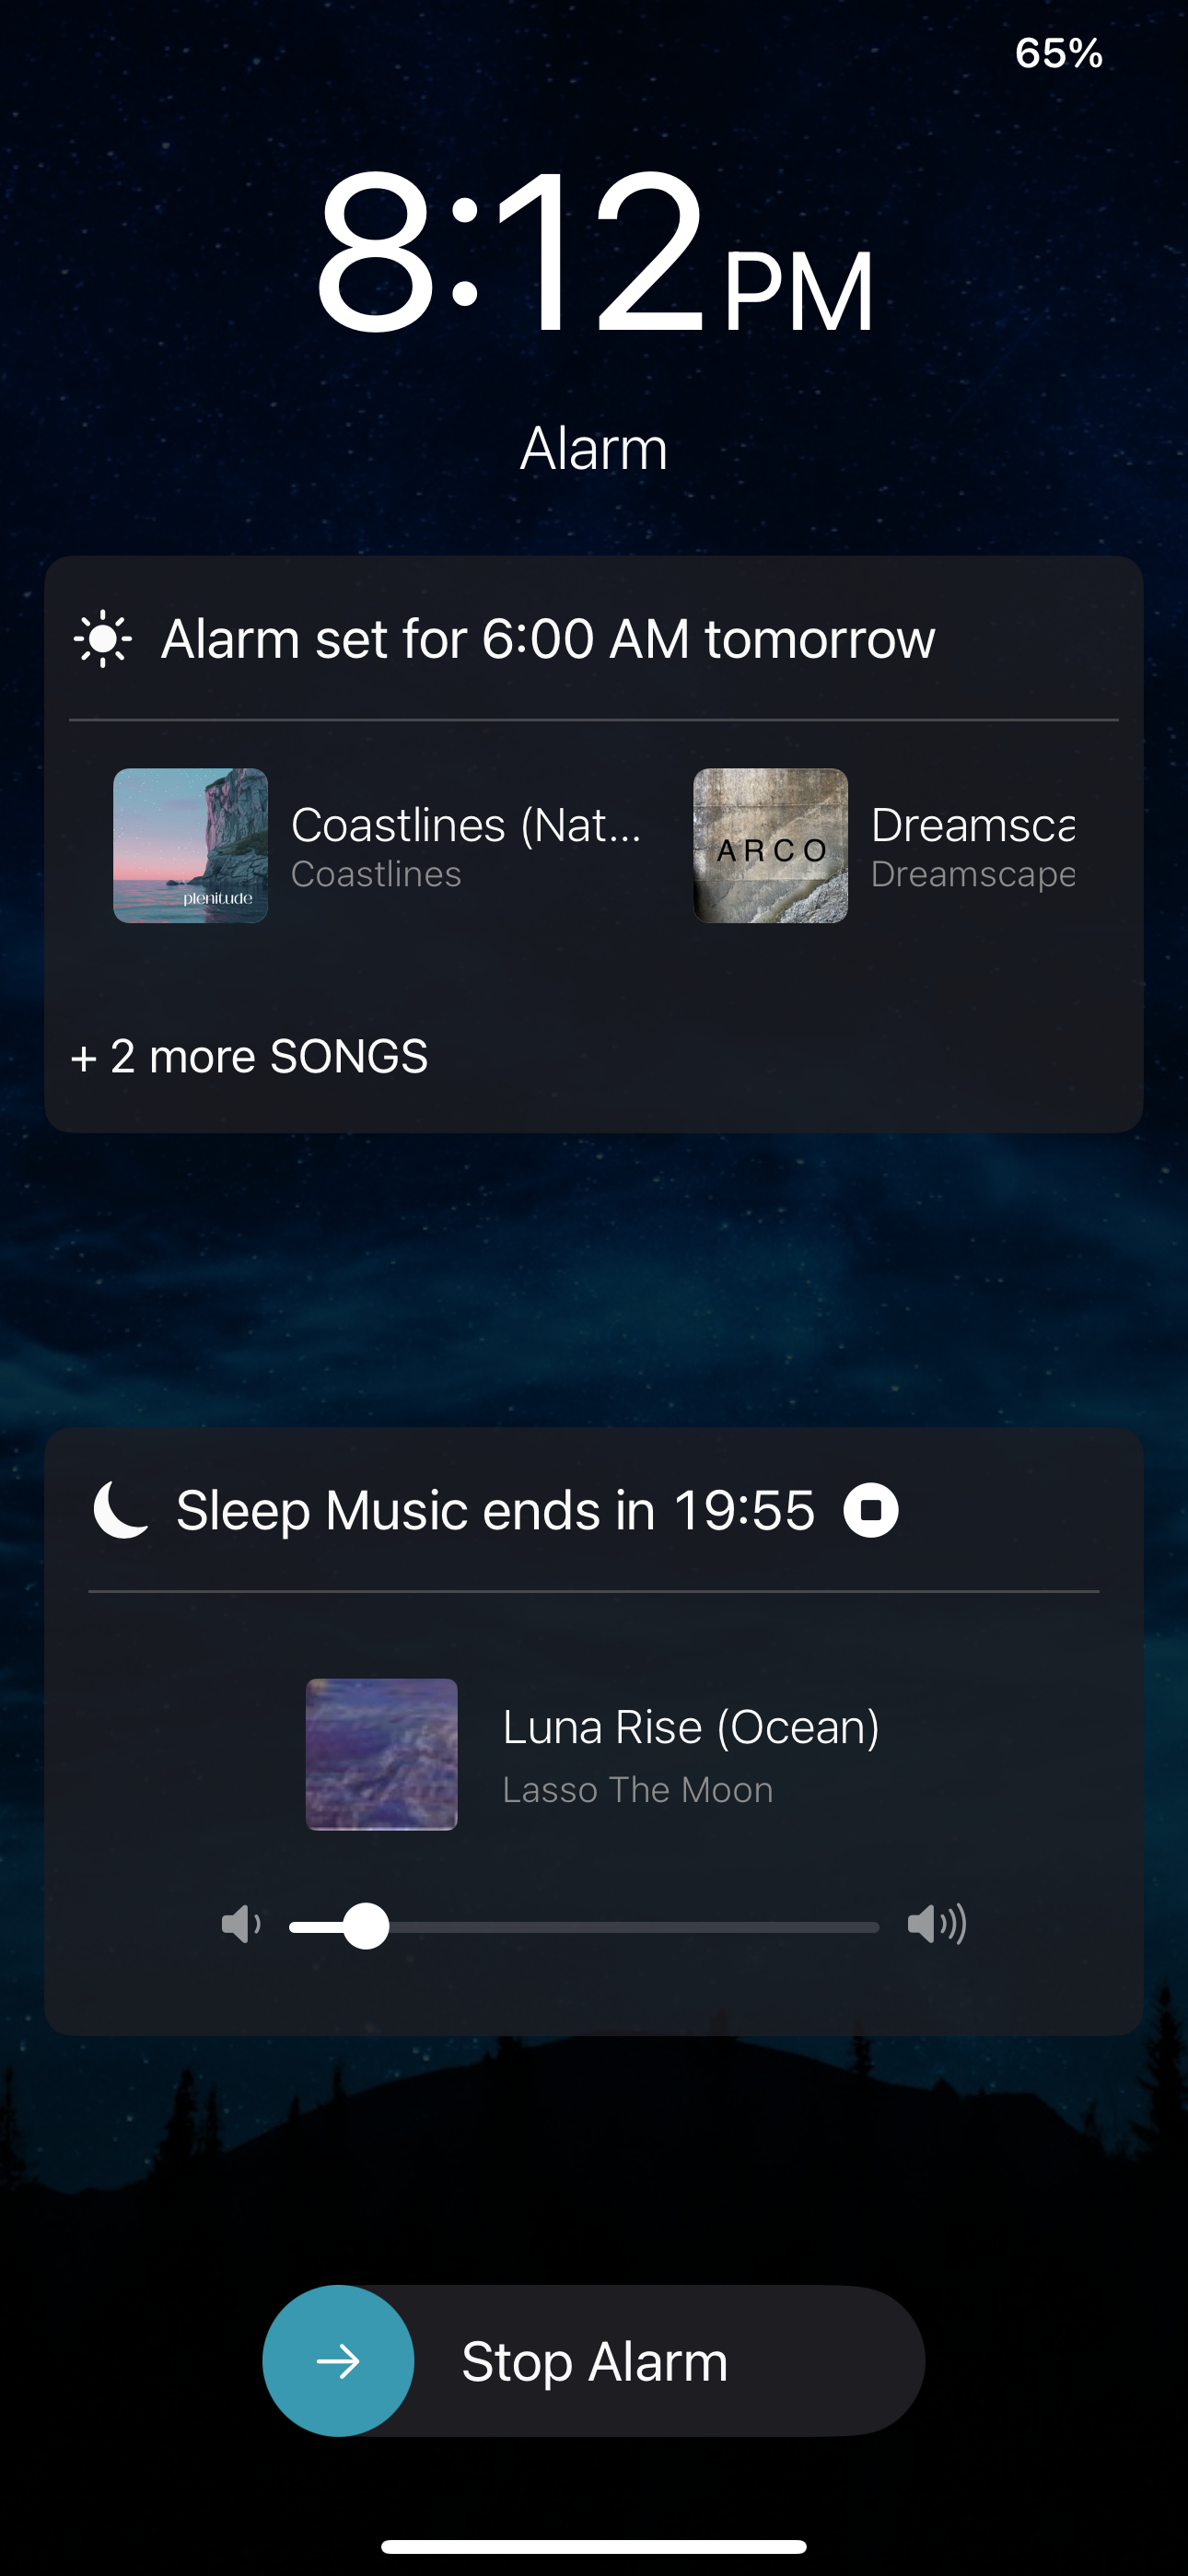 65%
8:12 PM
Alarm
Alarm set for 6:00 AM tomorrow
Coastlines (Nat...
Coastlines
plenitude
ARCO
Dreamsca
Dreamscape
+ 2 more SONGS
Sleep Music ends in 19:55
Luna Rise (Ocean)
Lasso The Moon
Stop Alarm